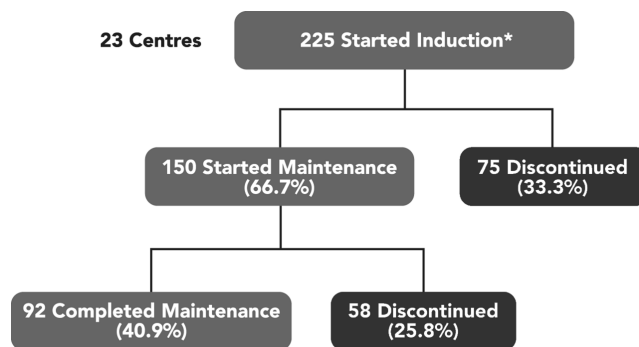 23 Centres
225 Started Induction*
150 Started Maintenance
(66.7%)
75 Discontinued
(33.3%)
92 Completed Maintenance
(40.9%)
58 Discontinued
(25.8%)